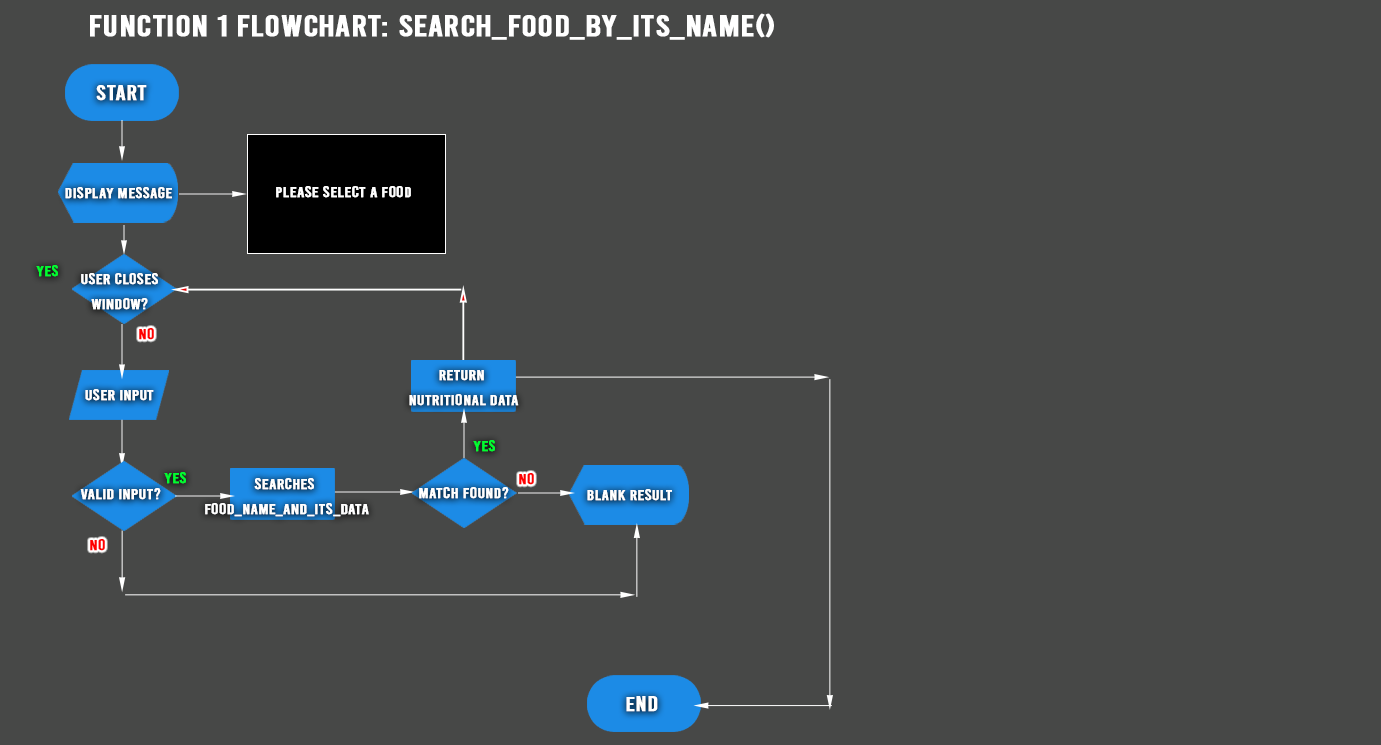 FUNCTION 1 FLOWCHART: SEARCH_FOOD_BY_ITS_NAME()
START
DISPLAY MESSAGE
PLEASE SELECT A FOOD
YES
USER CLOSES
WINDOW?
NO
RETURN
NUTRITIONAL DATA
USER INPUT
YES
VALID INPUT?
YES
SEARCHES
FOOD_NAME_AND_ITS_DATA
MATCH FOUND?
NO
BLANK RESULT
NO
END